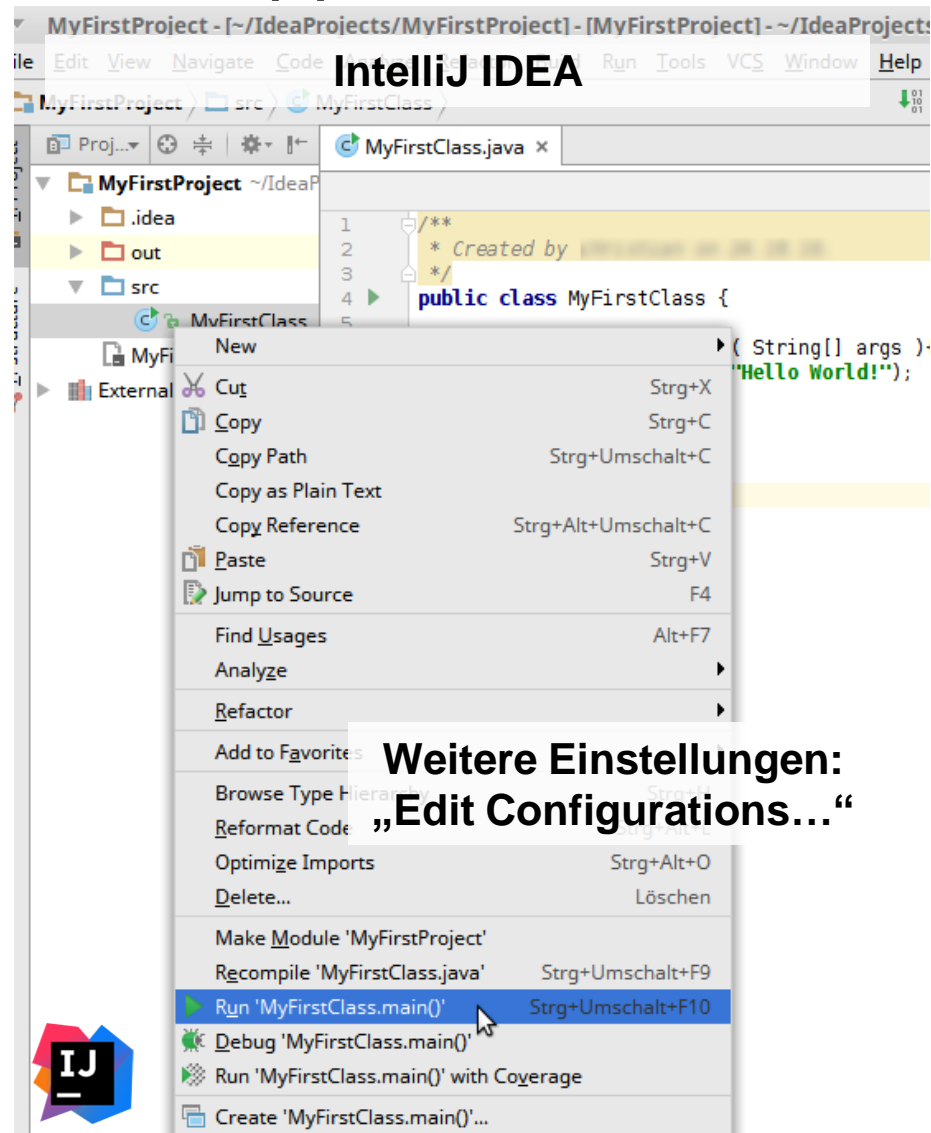 MyFirstProject - [~/IdeaProjects/MyFirstProject] - [MyFirstProject] - ~/IdeaProjects
ile Edit View Navigate Code Analyze Refactor Build Run Tools VCS Window Help
IntelliJ IDEA
MyFirstProject src MyFirstClass
Proj...
MyFirstClass.java ×
MyFirstProject ~/IdeaP
.idea
out
src
MyFirstClass
MyFi
External
1 /**
2 * Created by
3 */
4 public class MyFirstClass {
5
( String[] args ){
"Hello World!");
New
Cut Strg+X
Copy Strg+C
Copy Path Strg+Umschalt+C
Copy as Plain Text
Copy Reference Strg+Alt+Umschalt+C
Paste Strg+V
Jump to Source F4
Find Usages Alt+F7
Analyze
Refactor
Add to Favorites
Weitere Einstellungen:
„Edit Configurations…“
Browse Type Hierarchy Strg+H
Reformat Code Strg+Alt+L
Optimize Imports Strg+Alt+O
Delete... Löschen
Make Module 'MyFirstProject'
Recompile 'MyFirstClass.java' Strg+Umschalt+F9
Run 'MyFirstClass.main()' Strg+Umschalt+F10
Debug 'MyFirstClass.main()'
Run 'MyFirstClass.main()' with Coverage
Create 'MyFirstClass.main()'...
IJ